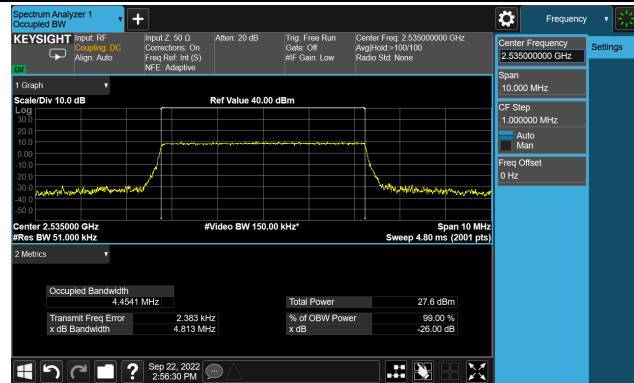 Spectrum Analyzer 1
Occupied BW
+
Frequency
KEYSIGHT
Input: RF
Coupling: DC
Align: Auto
Input Z: 50 Ω
Corrections: On
Freq Ref: Int (S)
NFE: Adaptive
Atten: 20 dB
Trig: Free Run
Gate: Off
#IF Gain: Low
Center Freq: 2.535000000 GHz
Avg|Hold:>100/100
Radio Std: None
LXI
Center Frequency
2.535000000 GHz
Settings
Span
10.000 MHz
CF Step
1.000000 MHz
Auto
Man
Freq Offset
0 Hz
1 Graph
Scale/Div 10.0 dB
Ref Value 40.00 dBm
Log
30.0
20.0
10.0
0.00
-10.0
-20.0
-30.0
-40.0
-50.0
Center 2.535000 GHz
#Video BW 150.00 kHz*
Span 10 MHz
#Res BW 51.000 kHz
Sweep 4.80 ms (2001 pts)
2 Metrics
Occupied Bandwidth
4.4541 MHz
Total Power 27.6 dBm
Transmit Freq Error 2.383 kHz
% of OBW Power 99.00 %
x dB Bandwidth 4.813 MHz
x dB -26.00 dB
?
Sep 22, 2022
2:56:30 PM